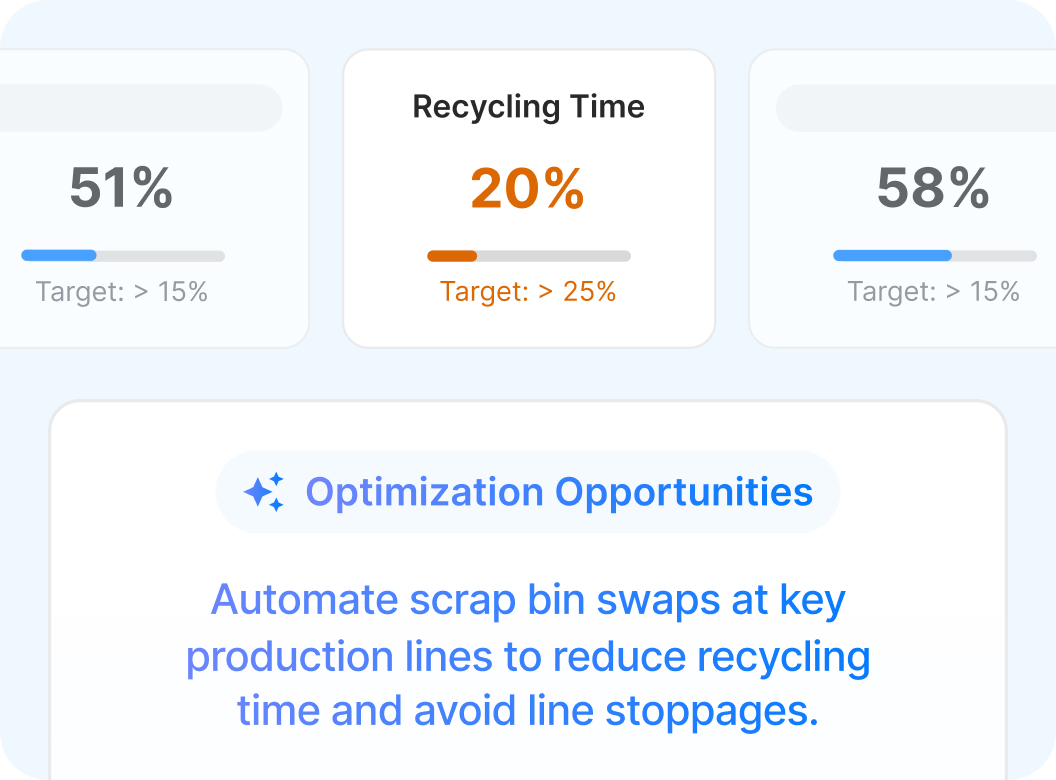 Recycling Time
51%
20%
58%
Target: > 15%
Target: > 25%
Target: > 15%
Optimization Opportunities
Automate scrap bin swaps at key
production lines to reduce recycling
time and avoid line stoppages.